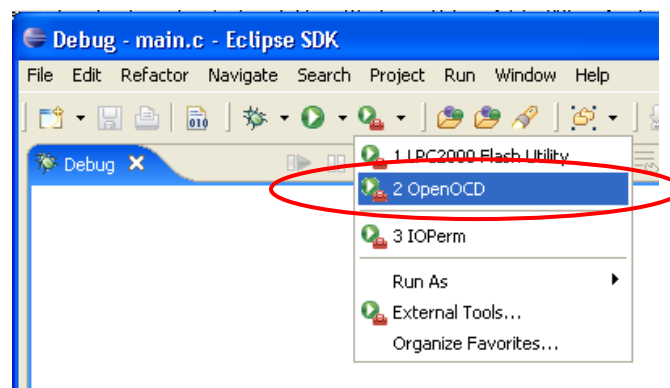 Debug - main.c - Eclipse SDK
File Edit Refactor Navigate Search Project Run Window Help
010
Debug
1 LPC2000 Flash Utility
2 OpenOCD
3 IOPerm
Run As
External Tools...
Organize Favorites...